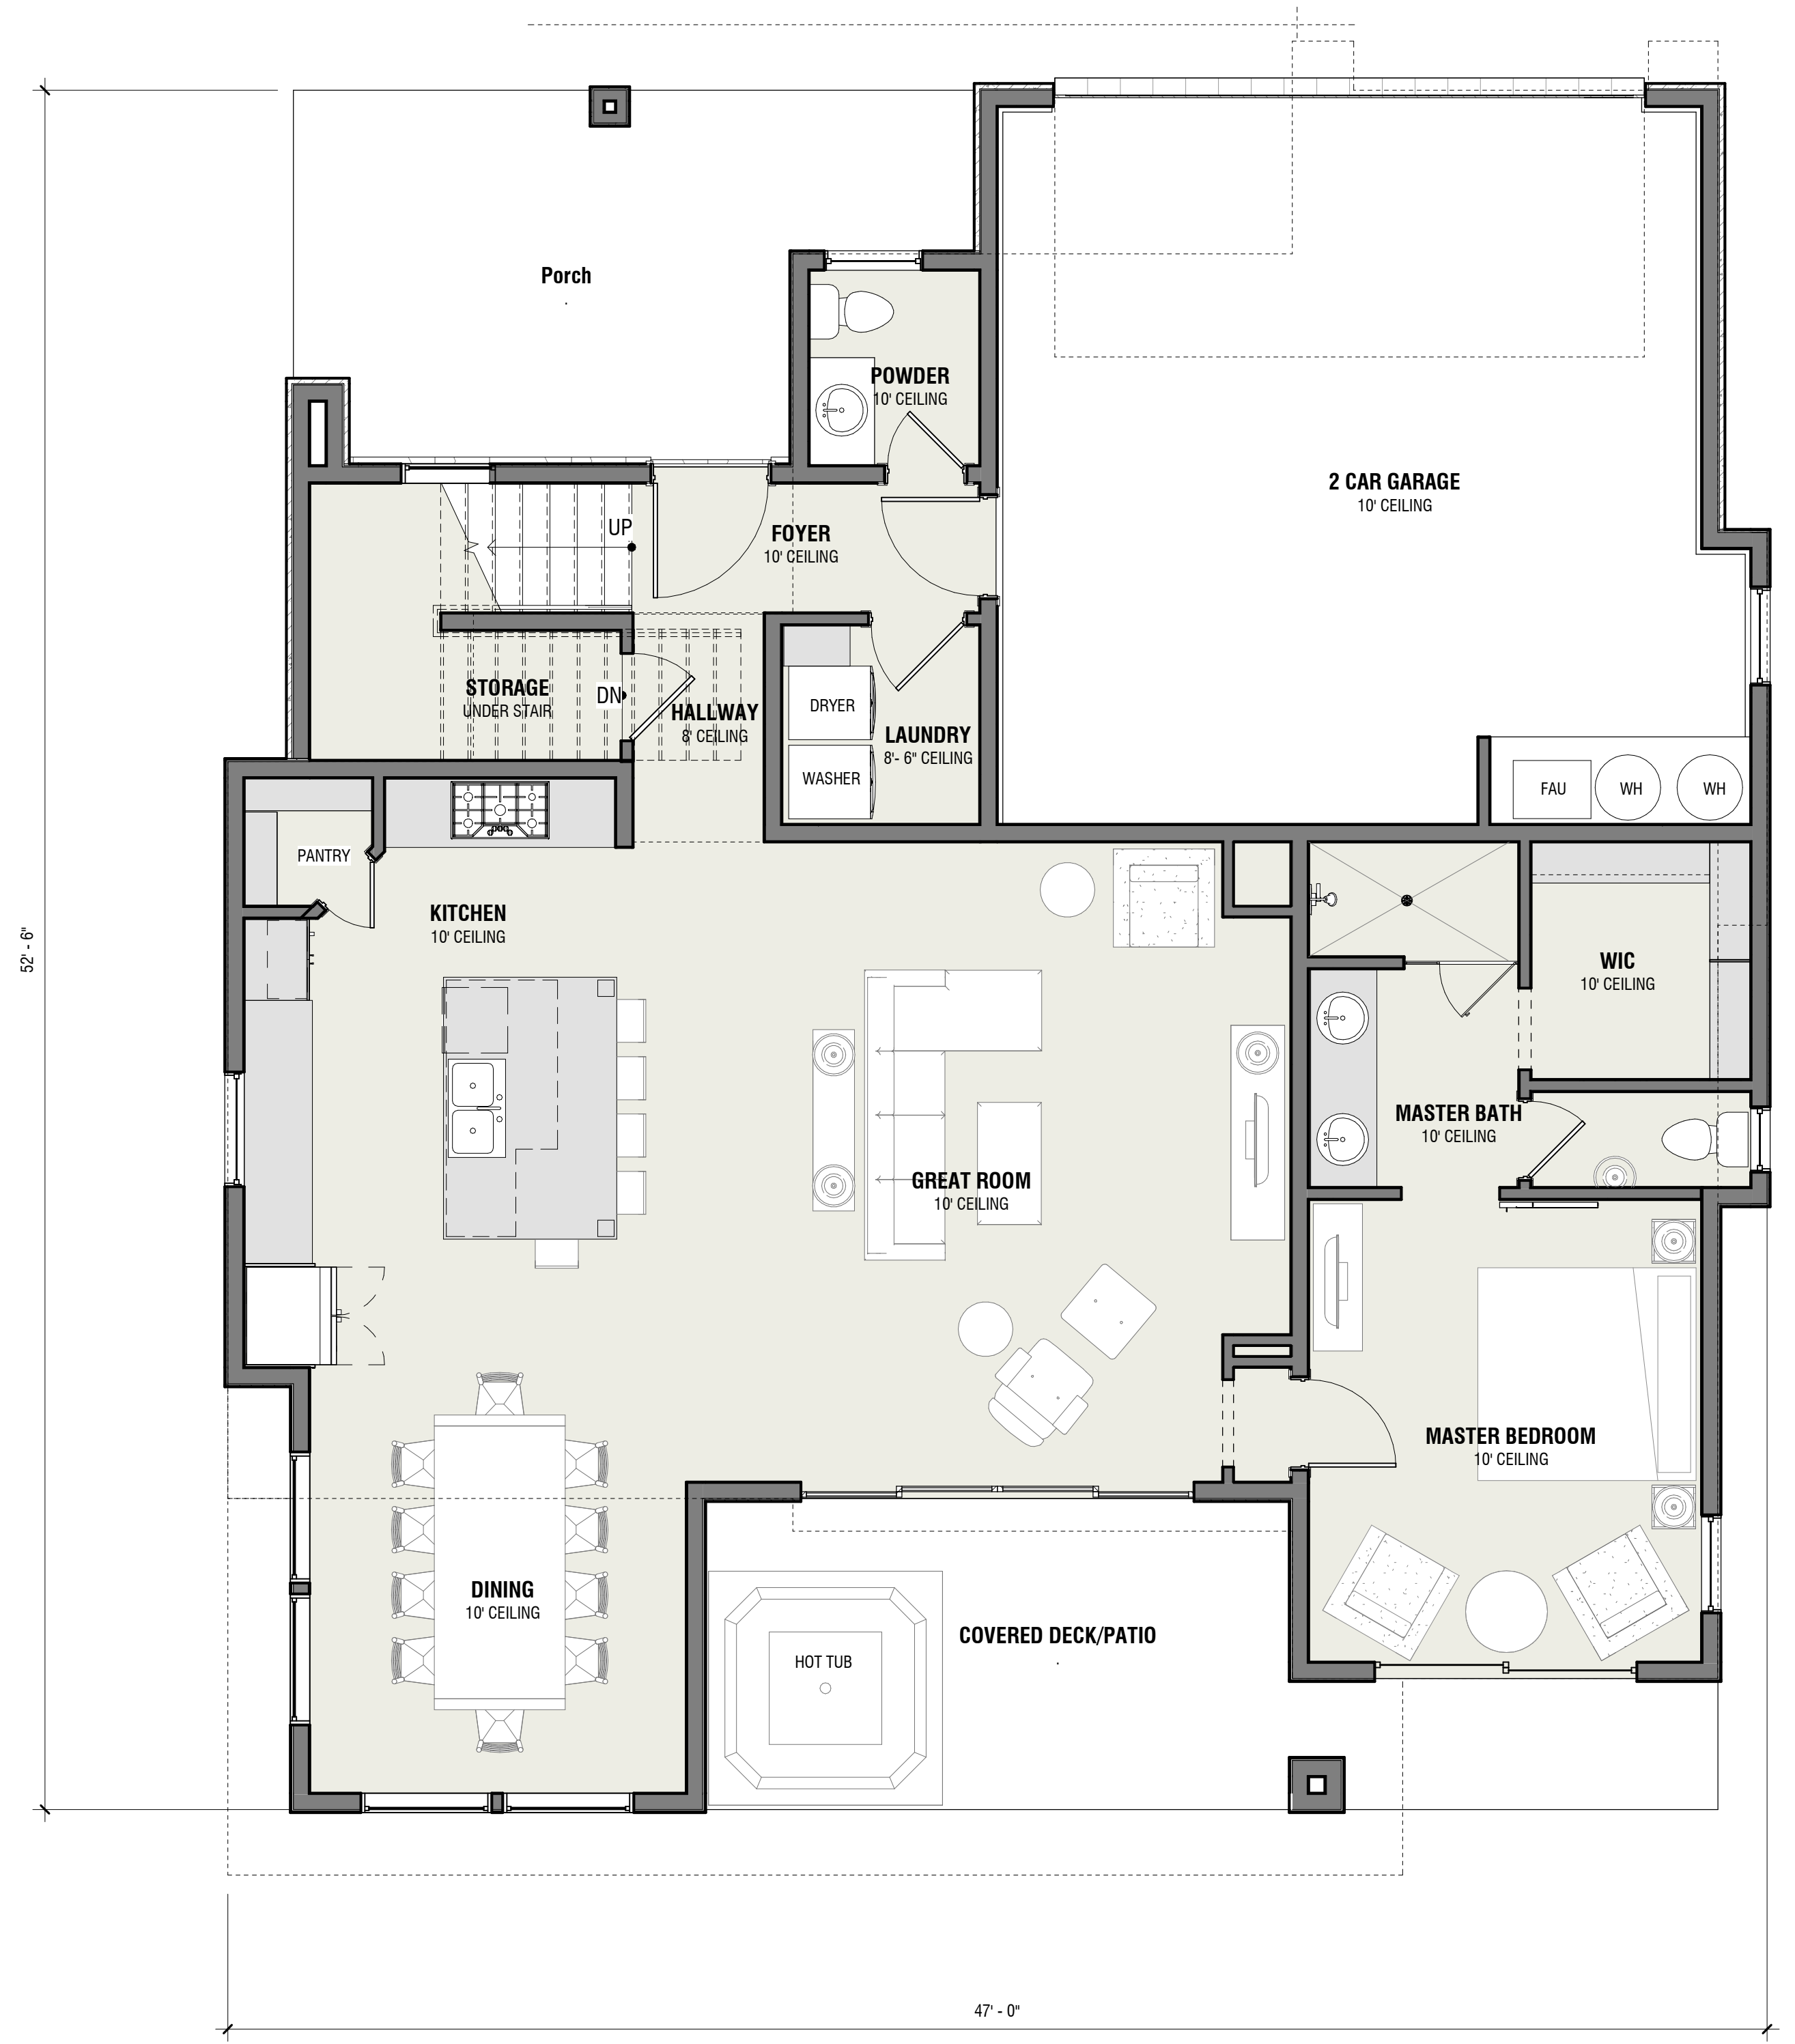 Porch
POWDER
10' CEILING
2 CAR GARAGE
10' CEILING
UP
FOYER
10' CEILING
STORAGE
UNDER STAIR
DN
HALLWAY
8' CEILING
DRYER
LAUNDRY
8'- 6" CEILING
WASHER
FAU
WH
WH
PANTRY
KITCHEN
10' CEILING
52' - 6"
WIC
10' CEILING
MASTER BATH
10' CEILING
GREAT ROOM
10' CEILING
MASTER BEDROOM
10' CEILING
DINING
10' CEILING
COVERED DECK/PATIO
HOT TUB
47' - 0"